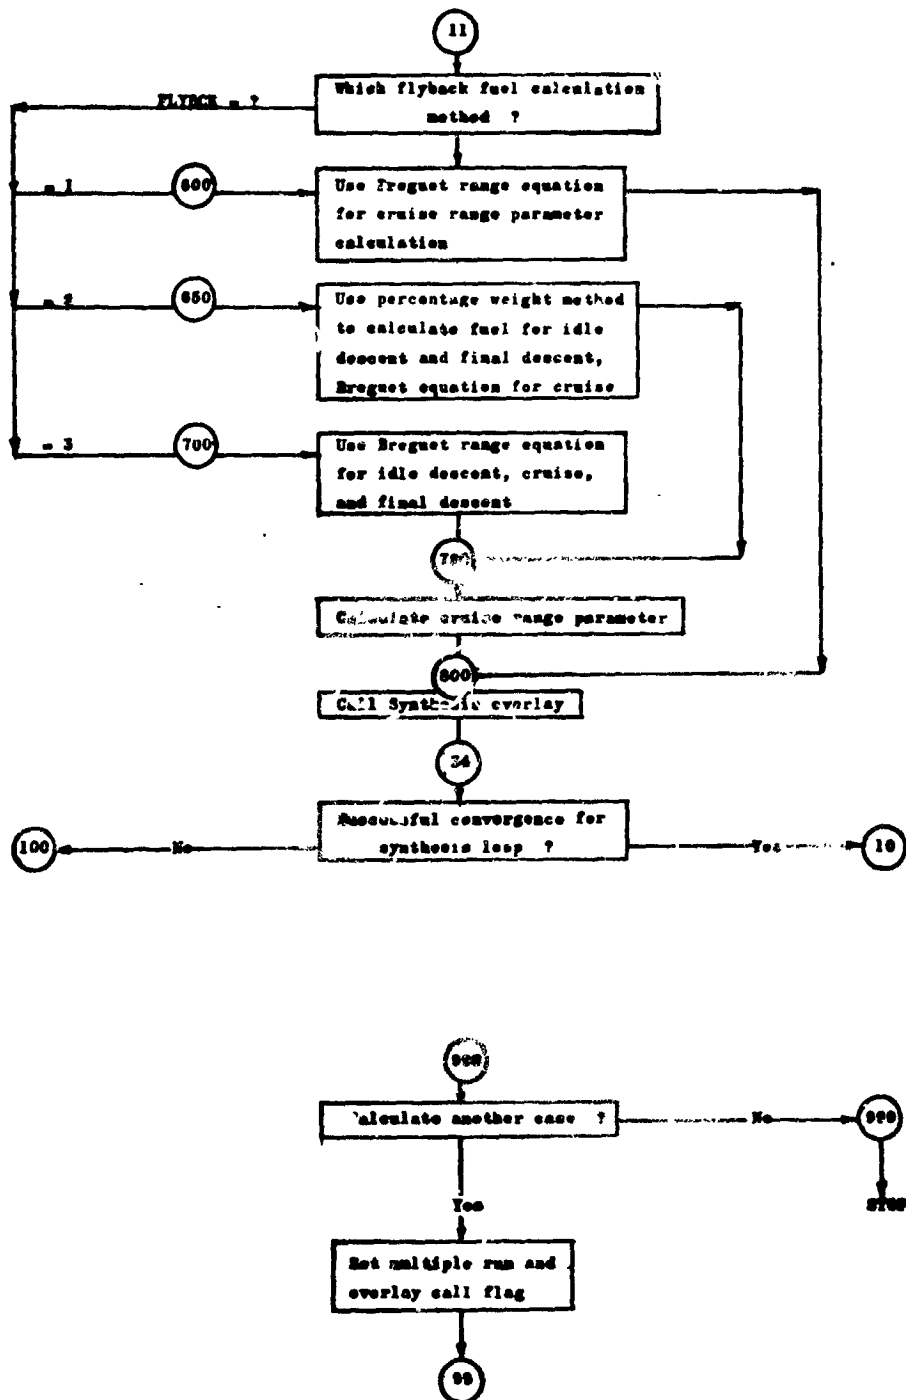 11
Which flyback fuel calculation
method ?
FLYBCK = ?
= 1
600
Use Breguet range equation
for cruise range parameter
calculation
= 2
650
Use percentage weight method
to calculate fuel for idle
descent and final descent,
Breguet equation for cruise
= 3
700
Use Breguet range equation
for idle descent, cruise,
and final descent
Calculate cruise range parameter
800
Call Synthesis overlay
34
Successful convergence for
synthesis loop ?
100
No
Yes
10
Calculate another case ?
No
999
Yes
STOP
Set multiple run and
overlay call flag
99